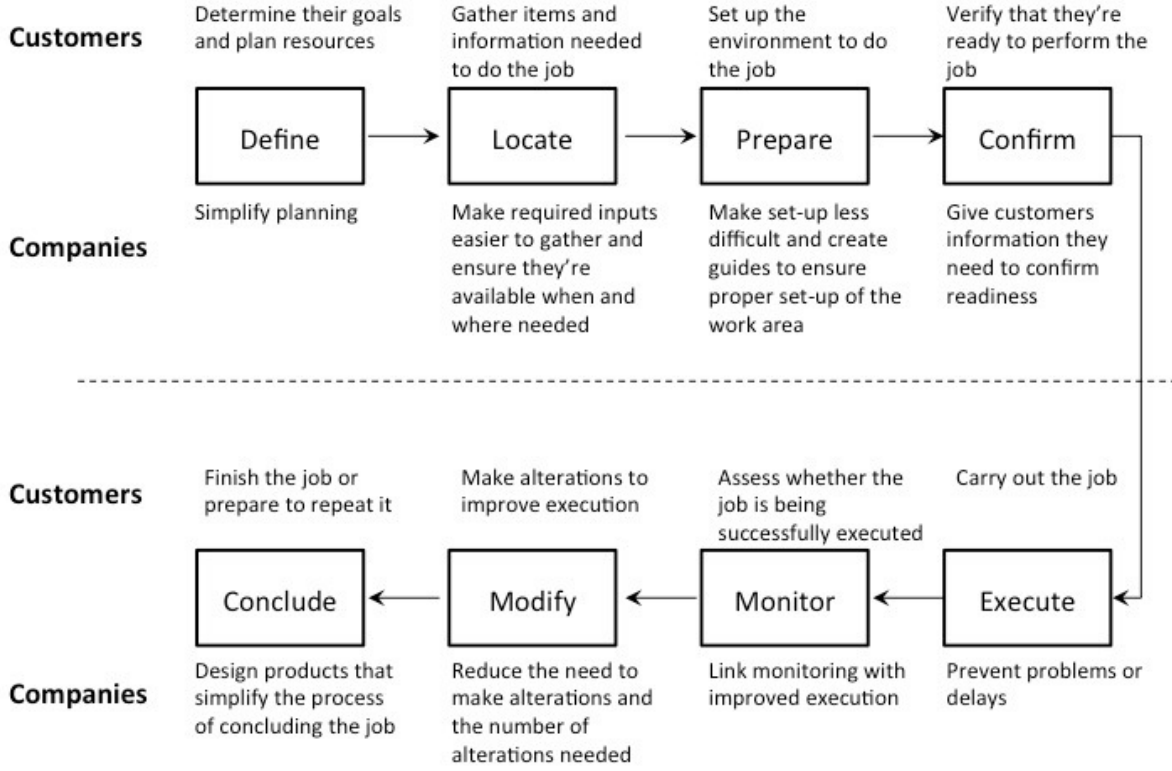 Customers
Determine their goals
and plan resources
Gather items and
information needed
to do the job
Set up the
environment to do
the job
Verify that they're
ready to perform the
job
Define
Locate
Prepare
Confirm
Companies
Simplify planning
Make required inputs
easier to gather and
ensure they're
available when and
where needed
Make set-up less
difficult and create
guides to ensure
proper set-up of the
work area
Give customers
information they
need to confirm
readiness
Customers
Finish the job or
prepare to repeat it
Make alterations to
improve execution
Assess whether the
job is being
successfully executed
Carry out the job
Conclude
Modify
Monitor
Execute
Companies
Design products that
simplify the process
of concluding the job
Reduce the need to
make alterations and
the number of
alterations needed
Link monitoring with
improved execution
Prevent problems or
delays